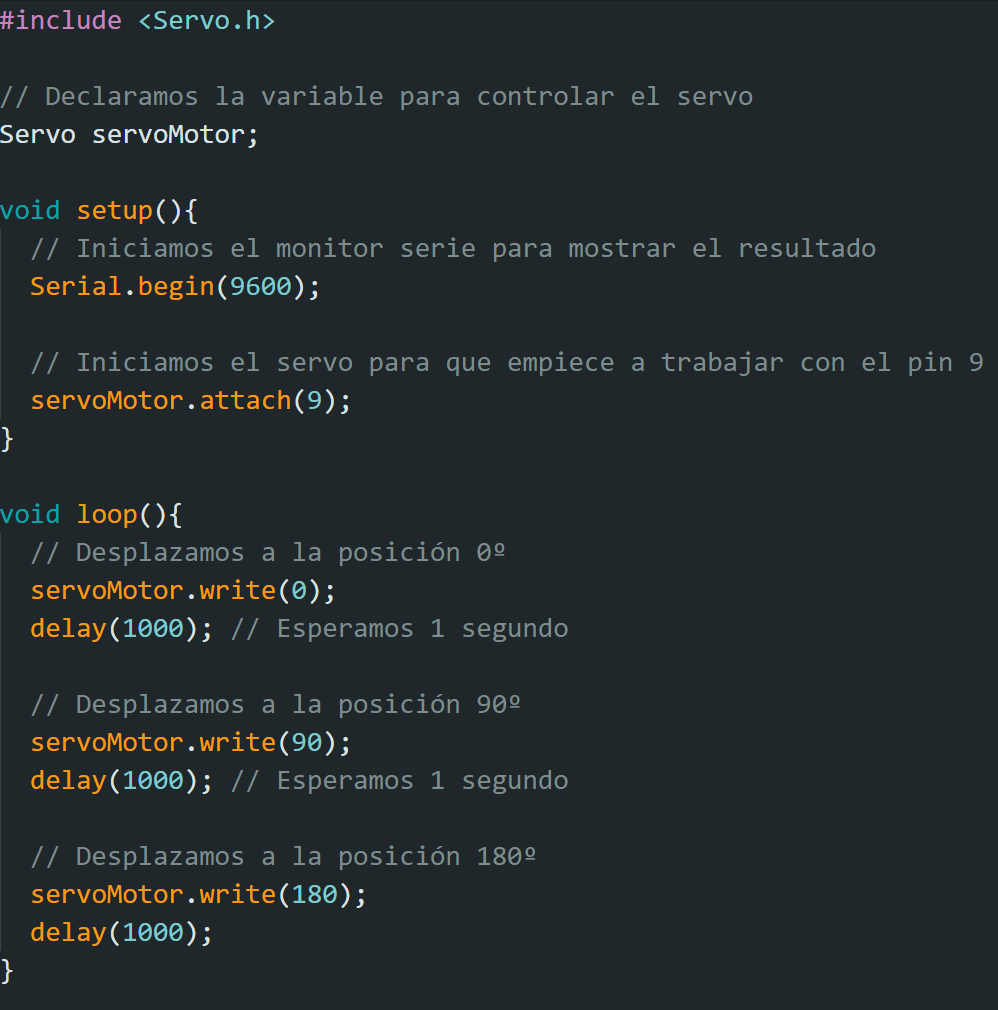 #include <Servo.h>

// Declaramos la variable para controlar el servo
Servo servoMotor;

void setup(){
  // Iniciamos el monitor serie para mostrar el resultado
  Serial.begin(9600);

  // Iniciamos el servo para que empiece a trabajar con el pin 9
  servoMotor.attach(9);
}

void loop(){
  // Desplazamos a la posición 0º
  servoMotor.write(0);
  delay(1000); // Esperamos 1 segundo

  // Desplazamos a la posición 90º
  servoMotor.write(90);
  delay(1000); // Esperamos 1 segundo

  // Desplazamos a la posición 180º
  servoMotor.write(180);
  delay(1000);
}